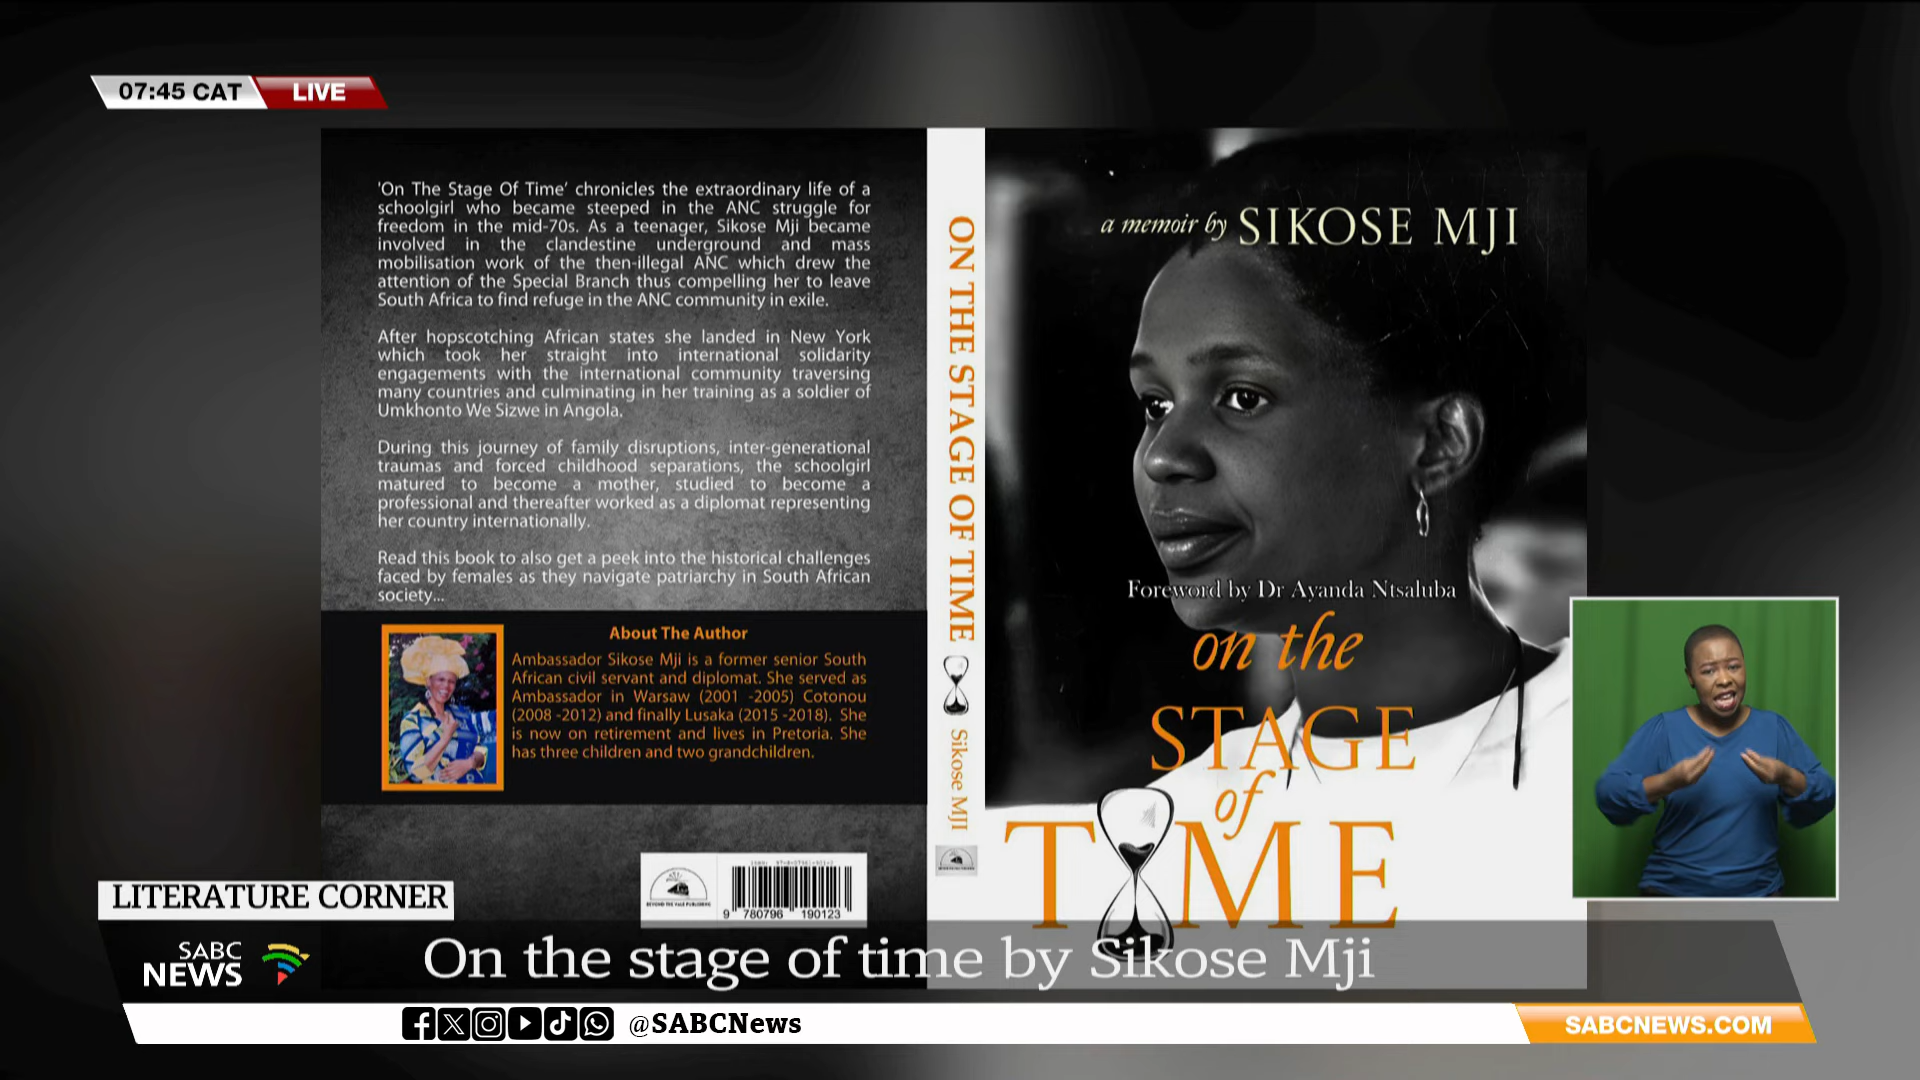 07:45 CAT
LIVE
'On The Stage Of Time' chronicles the extraordinary life of a
schoolgirl who became steeped in the ANC struggle for
freedom in the mid-70s. As a teenager, Sikose Mji became
involved in the clandestine underground and mass
mobilisation work of the then-illegal ANC which drew the
attention of the Special Branch thus compelling her to leave
South Africa to find refuge in the ANC community in exile.
After hopscotching African states she landed in New York
which took her straight into international solidarity
engagements with the international community traversing
many countries and culminating in her training as a soldier of
Umkhonto We Sizwe in Angola.
During this journey of family disruptions, inter-generational
traumas and forced childhood separations, the schoolgirl
matured to become a mother, studied to become a
professional and thereafter worked as a diplomat representing
her country internationally.
Read this book to also get a peek into the historical challenges
faced by females as they navigate patriarchy in South African
society...
About The Author
Ambassador Sikose Mji is a former senior South
African civil servant and diplomat. She served as
Ambassador in Warsaw (2001 -2005) Cotonou
(2008 -2012) and finally Lusaka (2015 -2018). She
is now on retirement and lives in Pretoria. She
has three children and two grandchildren.
9 780796 190123
ON THE STAGE OF TIME
Sikose MJI
a memoir by SIKOSE MJI
Foreword by Dr Ayanda Ntsaluba
on the
STAGE
of
TIME
LITERATURE CORNER
SABC
NEWS
On the stage of time by Sikose Mji
@SABCNews
SABCNEWS.COM